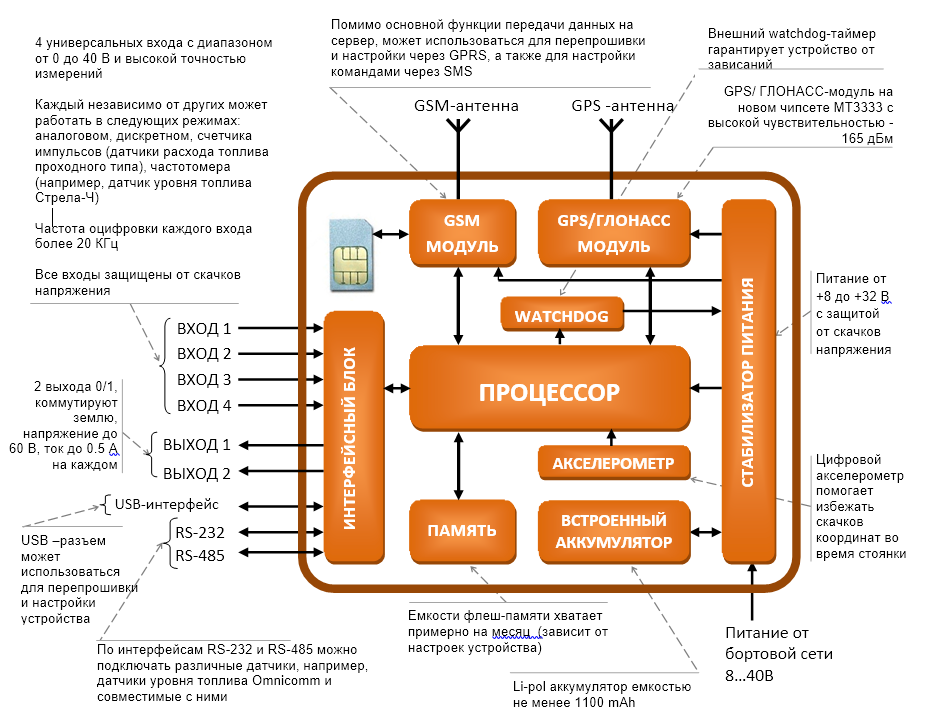 4 универсальных входа с диапазоном
от 0 до 40 В и высокой точностью
измерений
Каждый независимо от других может
работать в следующих режимах:
аналоговом, дискретном, счетчика
импульсов (датчики расхода топлива
проходного типа), частотомера
(например, датчик уровня топлива
Стрела-Ч)
Частота оцифровки каждого входа
более 20 КГц
Все входы защищены от скачков
напряжения
Помимо основной функции передачи данных на
сервер, может использоваться для перепрошивки
и настройки через GPRS, а также для настройки
командами через SMS
Внешний watchdog-таймер
гарантирует устройство от
зависаний
GPS/ ГЛОНАСС-модуль на
новом чипсете MT3333 с
высокой чувствительностью -
165 дБм
GSM-антенна
GPS -антенна
GSM
МОДУЛЬ
GPS/ГЛОНАСС
МОДУЛЬ
WATCHDOG
ПРОЦЕССОР
АКСЕЛЕРОМЕТР
ПАМЯТЬ
ВСТРОЕННЫЙ
АККУМУЛЯТОР
ИНТЕРФЕЙСНЫЙ БЛОК
СТАБИЛИЗАТОР ПИТАНИЯ
ВХОД 1
ВХОД 2
ВХОД 3
ВХОД 4
ВЫХОД 1
ВЫХОД 2
USB-интерфейс
RS-232
RS-485
2 выхода 0/1,
коммутируют
землю,
напряжение до
60 В, ток до 0.5 А
на каждом
USB –разъем
может
использоваться
для перепрошивки
и настройки
устройства
По интерфейсам RS-232 и RS-485 можно
подключать различные датчики, например,
датчики уровня топлива Omnicomm и
совместимые с ними
Емкости флеш-памяти хватает
примерно на месяц (зависит от
настроек устройства)
Li-pol аккумулятор емкостью
не менее 1100 mAh
Питание от
+8 до +32 В
с защитой
от скачков
напряжения
Цифровой
акселерометр
помогает
избежать
скачков
координат во
время стоянки
Питание от
бортовой сети
8...40В